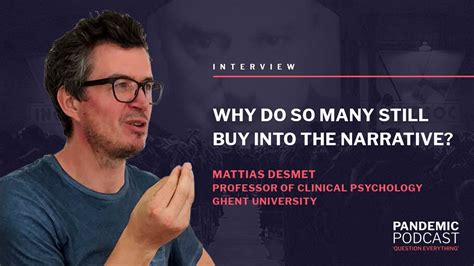 INTERVIEW
WHY DO SO MANY STILL
BUY INTO THE NARRATIVE?
MATTIAS DESMET
PROFESSOR OF CLINICAL PSYCHOLOGY
GHENT UNIVERSITY
PANDEMIC
PODCAST
'QUESTION EVERYTHING'